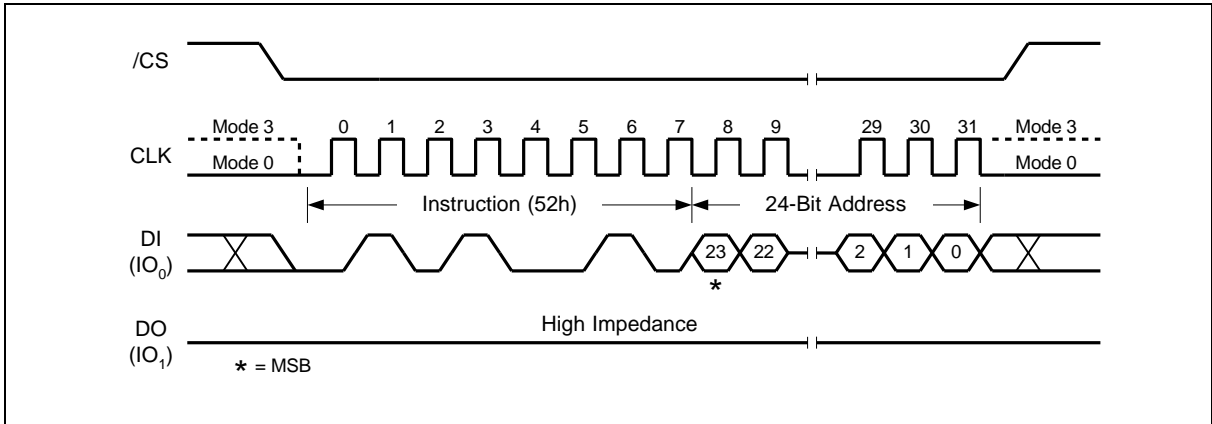 /CS
Mode 3 0 1 2 3 4 5 6 7 8 9 29 30 31 Mode 3
CLK
Mode 0 Mode 0
Instruction (52h) 24-Bit Address
DI
(IO₀)
23 22 2 1 0
*
High Impedance
DO
(IO₁)
* = MSB